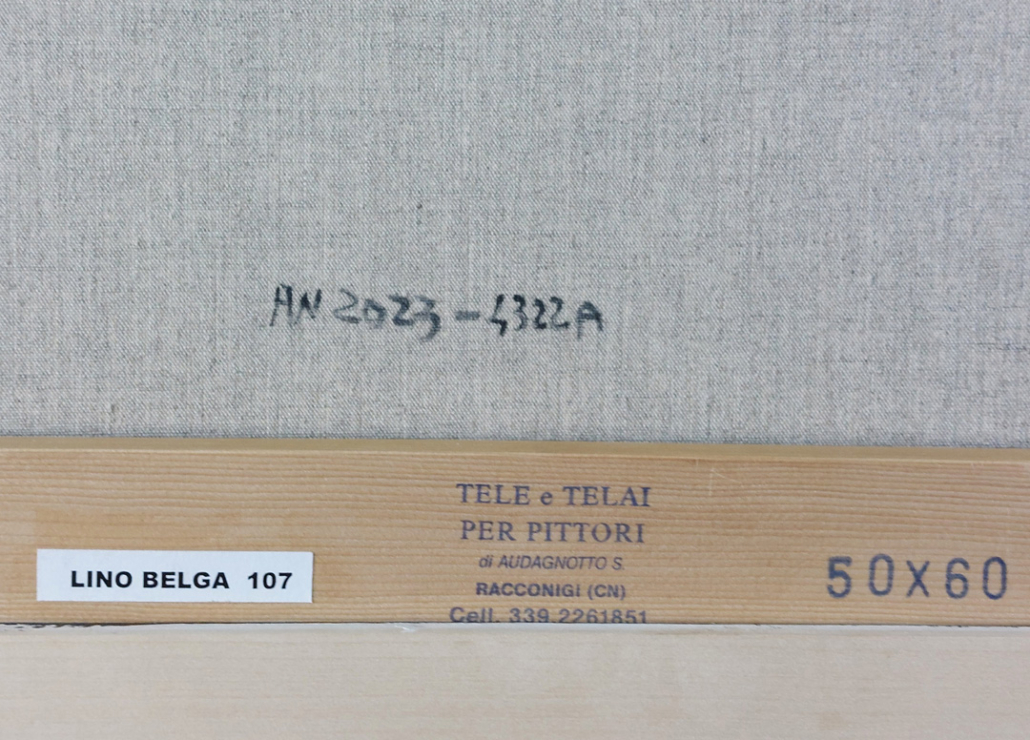 AN 2023-4322A
TELE e TELAI
PER PITTORI
di AUDAGNOTTO S.
RACCONIGI (CN)
Cell. 339.2261851
LINO BELGA 107
50X60